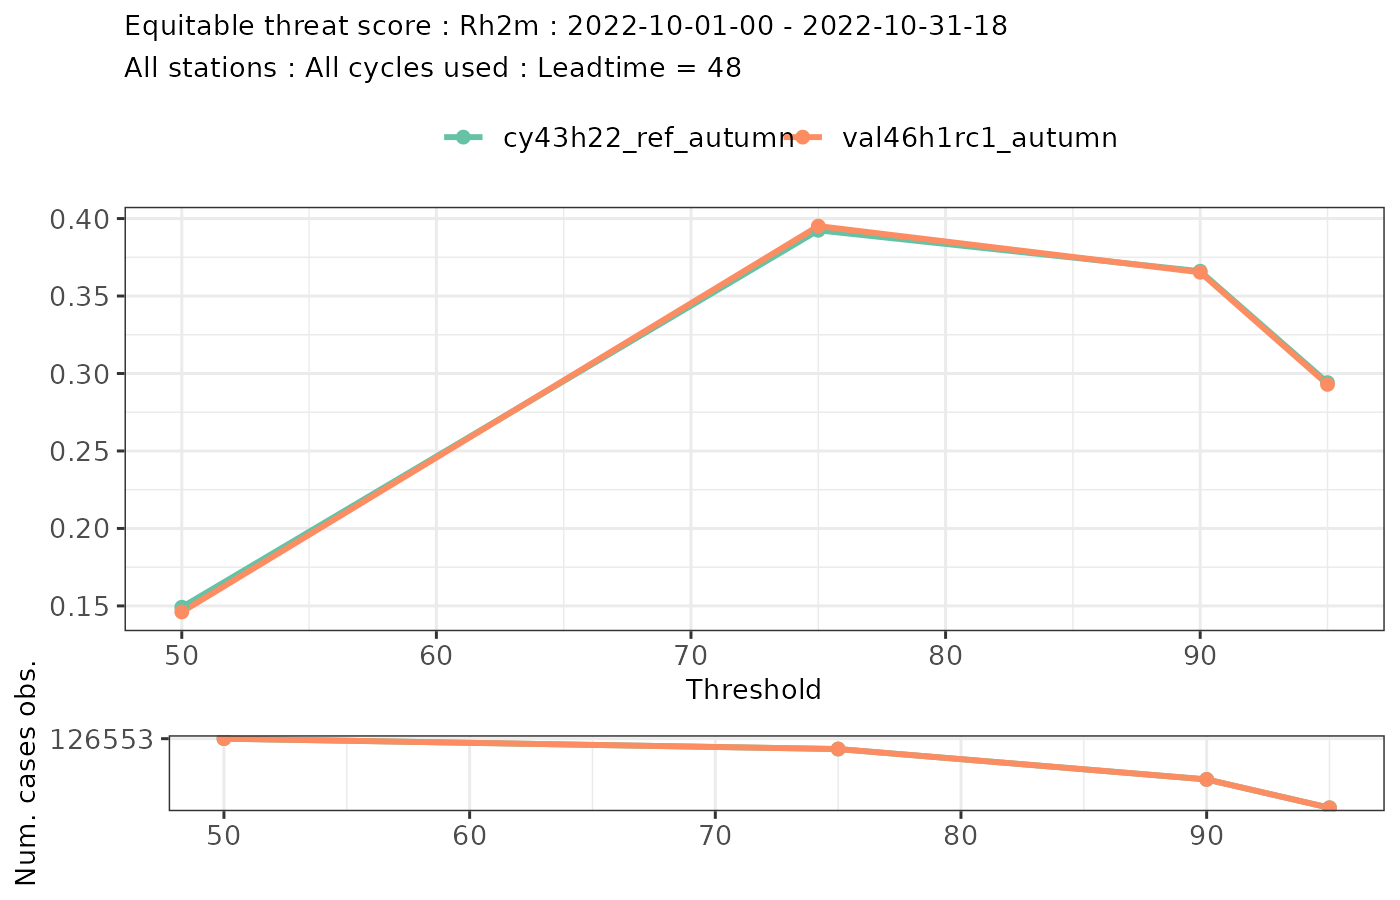 Equitable threat score : Rh2m : 2022-10-01-00 - 2022-10-31-18
All stations : All cycles used : Leadtime = 48
cy43h22_ref_autumn val46h1rc1_autumn
0.40
0.35
0.30
0.25
0.20
0.15
50 60 70 80 90
Threshold
Num. cases obs.
126553
50 60 70 80 90